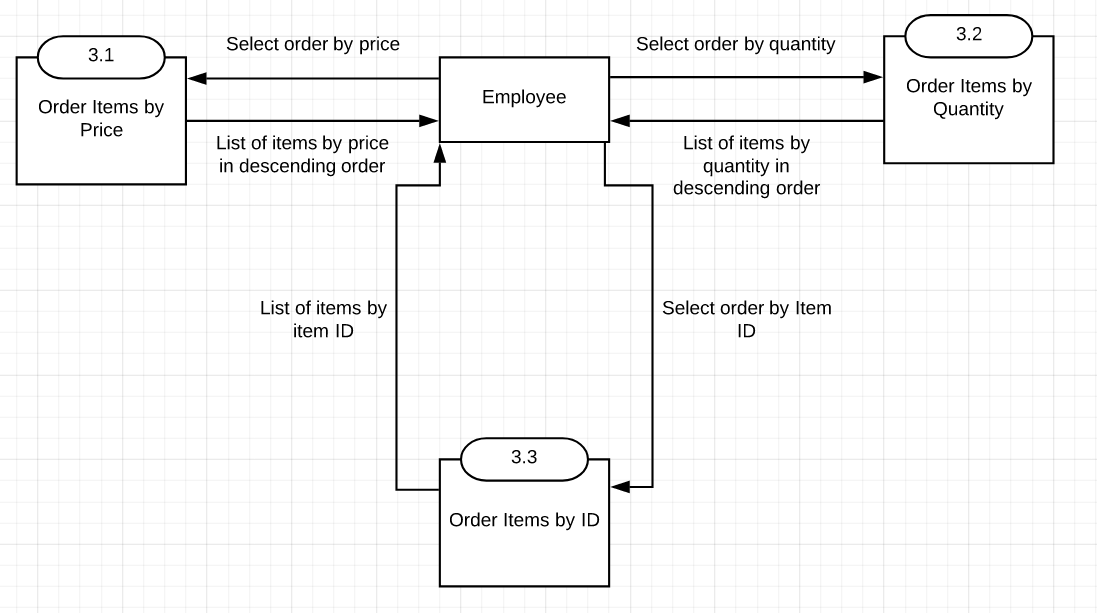 3.1
Order Items by
Price
Select order by price
List of items by price
in descending order
Employee
Select order by quantity
List of items by
quantity in
descending order
3.2
Order Items by
Quantity
List of items by
item ID
Select order by Item
ID
3.3
Order Items by ID